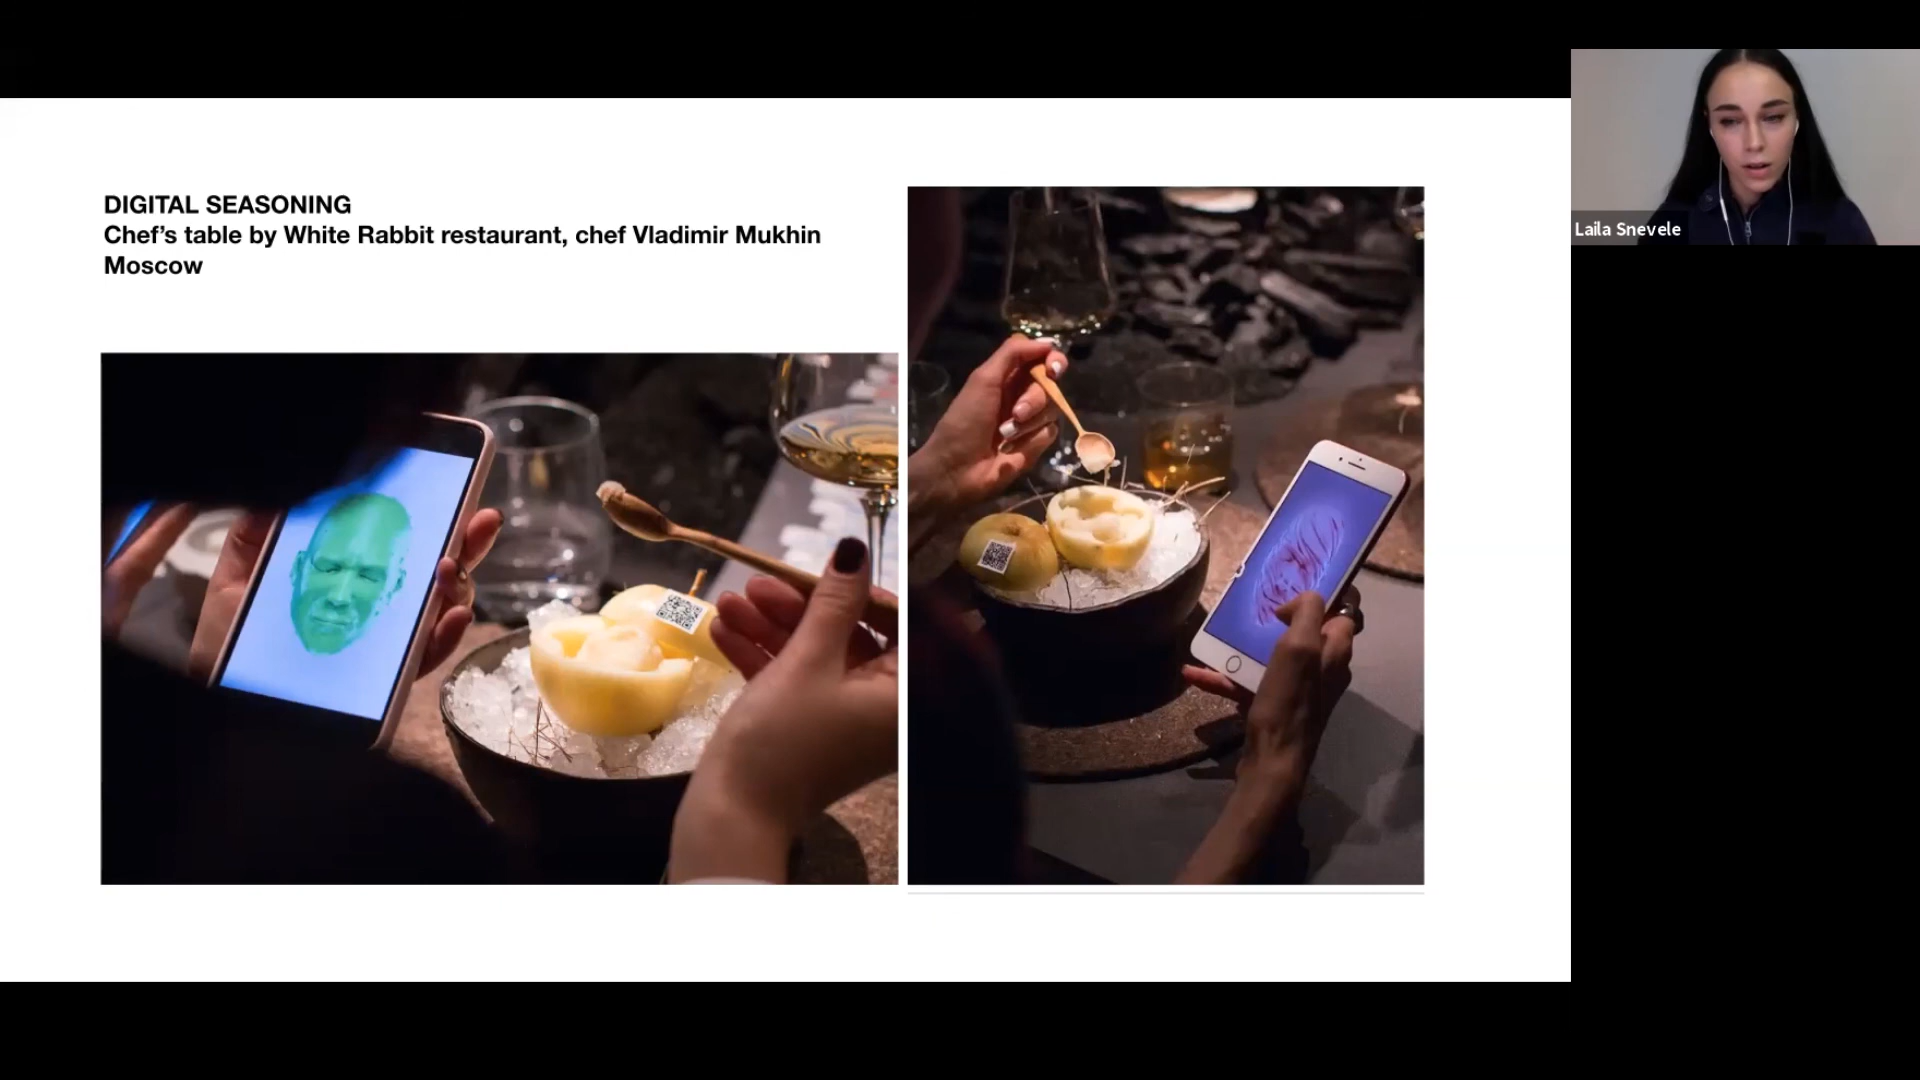 DIGITAL SEASONING
Chef’s table by White Rabbit restaurant, chef Vladimir Mukhin
Moscow
Laila Snevele